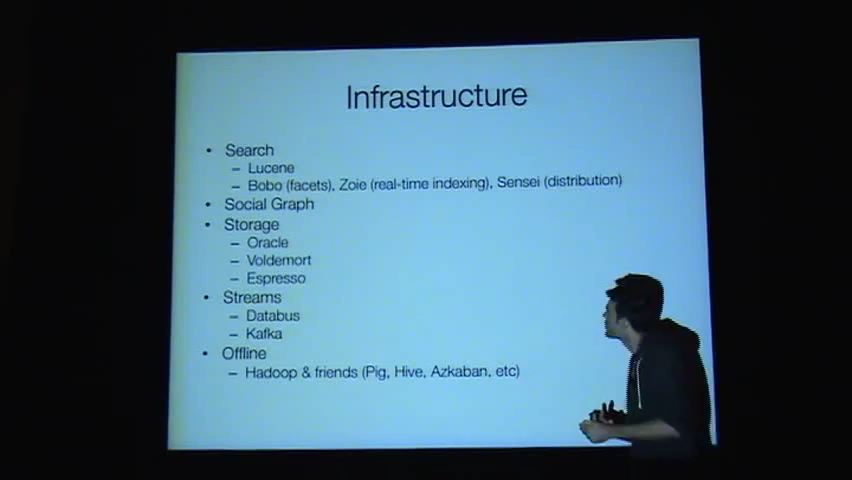 Infrastructure
• Search
– Lucene
– Bobo (facets), Zoie (real-time indexing), Sensei (distribution)
• Social Graph
• Storage
– Oracle
– Voldemort
– Espresso
• Streams
– Databus
– Kafka
• Offline
– Hadoop & friends (Pig, Hive, Azkaban, etc)